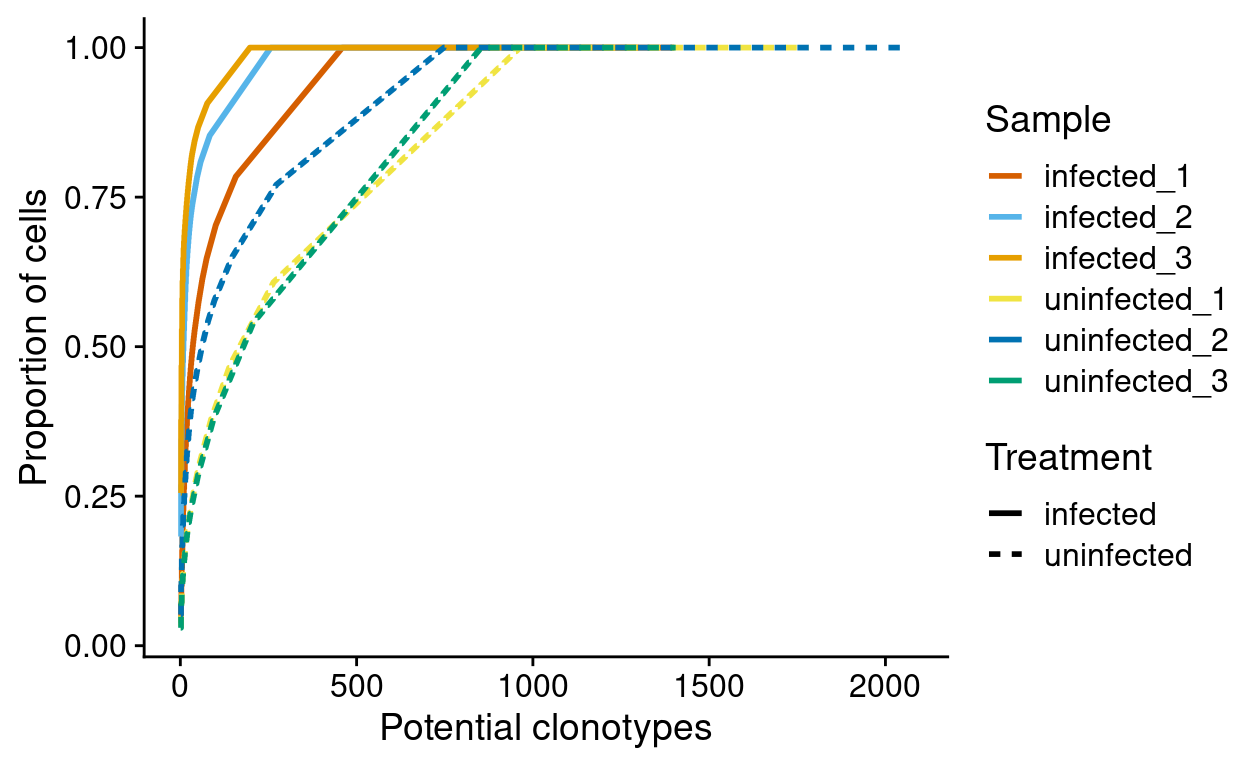 1.00
0.75
0.50
0.25
0.00
Proportion of cells
0 500 1000 1500 2000
Potential clonotypes
Sample
infected_1
infected_2
infected_3
uninfected_1
uninfected_2
uninfected_3
Treatment
infected
uninfected